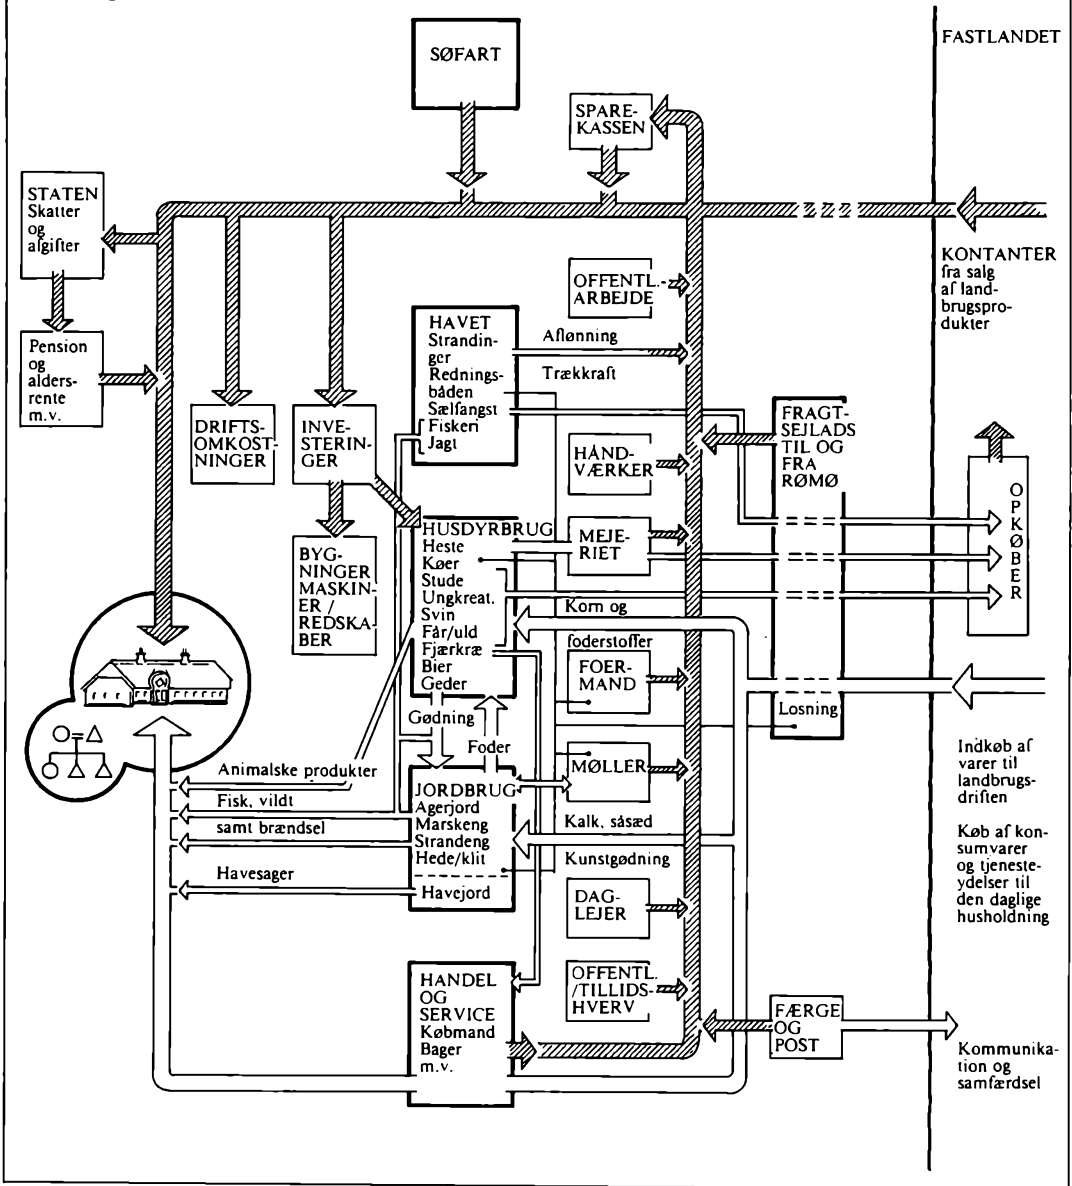 FASTLANDET
SØFART
SPARE-
KASSEN
STATEN
Skatter
og
afgifter
KONTANTER
fra salg
af land-
brugspro-
dukter
OFFENTL.-
ARBEJDE
Pension
og
alders-
rente
m.v.
HAVET
Strandin-
ger
Rednings-
båden
Sælfangst
Fiskeri
Jagt
Aflønning
Trækkraft
DRIFTS-
OMKOST-
NINGER
INVE-
STERIN-
GER
HÅND-
VÆRKER
FRAGT-
SEJLADS
TIL OG
FRA
RØMØ
OPKØBER
BYG-
NINGER
MASKIN-
ER /
REDSKA-
BER
HUSDYRBRUG
Heste
Køer
Stude
Ungkreat.
Svin
Får/uld
Fjærkræ
Bier
Geder
MEJE-
RIET
Korn og
foderstoffer
FOER-
MAND
Losning
Gødning
Foder
MØLLER
Indkøb af
varer til
landbrugs-
driften
Animalske produkter
Fisk, vildt
samt brændsel
Havesager
JORDBRUG
Agerjord
Marskeng
Strandeng
Hede/klit
Havejord
Kalk, såsæd
Kunstgødning
Køb af kon-
sumvarer
og tjeneste-
ydelser til
den daglige
husholdning
DAG-
LEJER
OFFENTL.
/TILLIDS-
HVERV
HANDEL
OG
SERVICE
Købmand
Bager
m.v.
FÆRGE
OG
POST
Kommunika-
tion og
samfærdsel